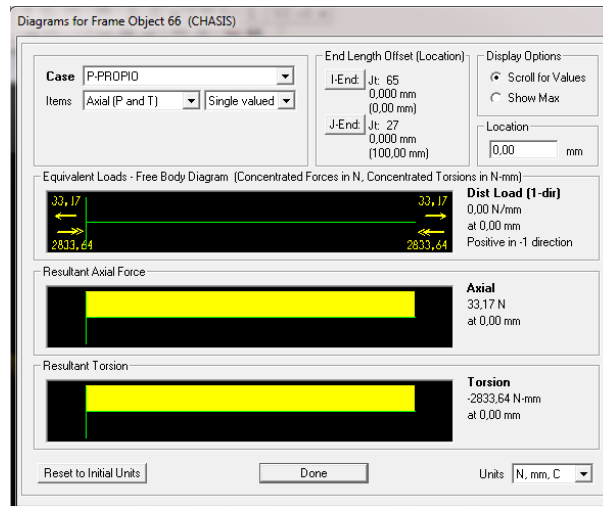 Diagrams for Frame Object 66 (CHASIS)
Case P-PROPIO
Items Axial (P and T) Single valued
End Length Offset (Location)
I-End: Jt: 65
0,000 mm
(0,00 mm)
J-End: Jt: 27
0,000 mm
(100,00 mm)
Display Options
Scroll for Values
Show Max
Location
0,00 mm
Equivalent Loads - Free Body Diagram (Concentrated Forces in N, Concentrated Torsions in N-mm)
33,17 33,17
2833,64 2833,64
Dist Load (1-dir)
0,00 N/mm
at 0,00 mm
Positive in -1 direction
Resultant Axial Force
Axial
33,17 N
at 0,00 mm
Resultant Torsion
Torsion
-2833,64 N-mm
at 0,00 mm
Reset to Initial Units Done Units N, mm, C